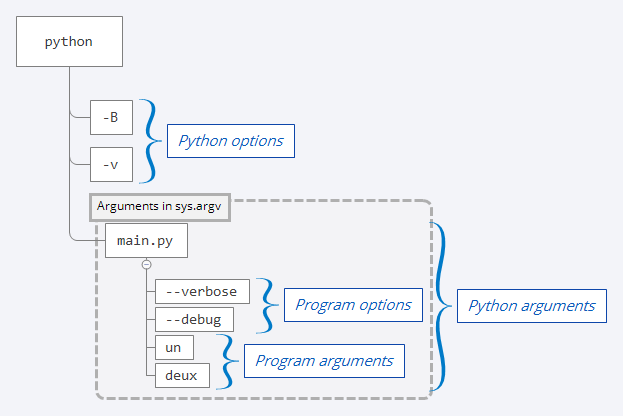 python
-B
Python options
-v
Arguments in sys.argv
main.py
--verbose
Program options
Python arguments
--debug
un
Program arguments
deux